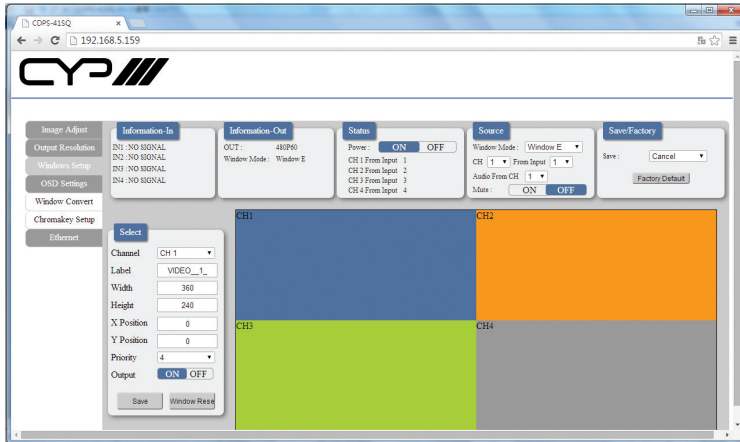 CDPS-41SQ
192.168.5.159
CYP
Image Adjust
Output Resolution
Windows Setup
OSD Settings
Window Convert
Chromakey Setup
Ethernet
Information-In
IN1 : NO SIGNAL
IN2 : NO SIGNAL
IN3 : NO SIGNAL
IN4 : NO SIGNAL
Information-Out
OUT : 480P60
Window Mode : Window E
Status
Power : ON OFF
CH 1 From Input 1
CH 2 From Input 2
CH 3 From Input 3
CH 4 From Input 4
Source
Window Mode : Window E
CH 1 From Input 1
Audio From CH 1
Mute : ON OFF
Save/Factory
Save : Cancel
Factory Default
Select
Channel CH 1
Label VIDEO__1_
Width 360
Height 240
X Position 0
Y Position 0
Priority 4
Output ON OFF
Save Window Rese
CH1
CH2
CH3
CH4